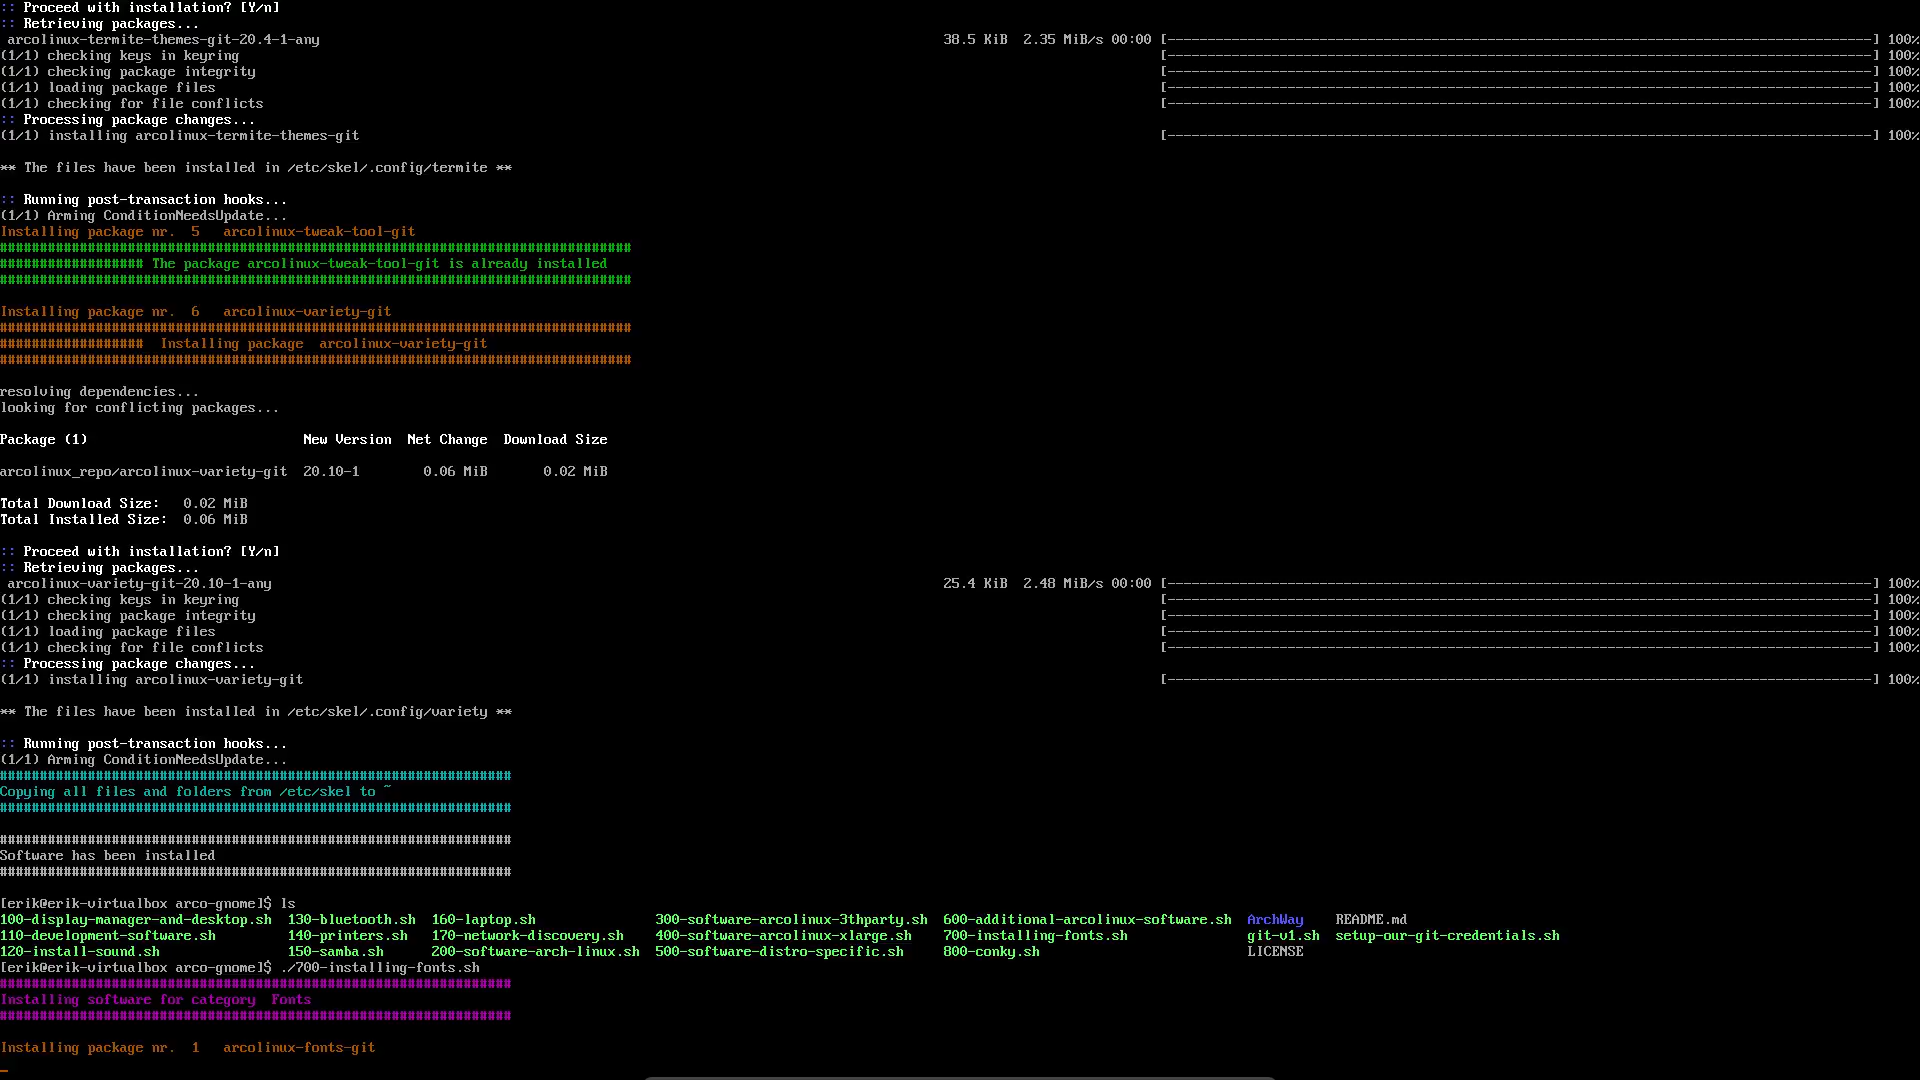 :: Proceed with installation? [Y/n]
:: Retrieving packages...
 arcolinux-termite-themes-git-20.4-1-any 38.5 KiB 2.35 MiB/s 00:00 [----------------------------------------] 100%
(1/1) checking keys in keyring [----------------------------------------] 100%
(1/1) checking package integrity [----------------------------------------] 100%
(1/1) loading package files [----------------------------------------] 100%
(1/1) checking for file conflicts [----------------------------------------] 100%
:: Processing package changes...
(1/1) installing arcolinux-termite-themes-git [----------------------------------------] 100%
** The files have been installed in /etc/skel/.config/termite **
:: Running post-transaction hooks...
(1/1) Arming ConditionNeedsUpdate...
Installing package nr. 5 arcolinux-tweak-tool-git
###############################################################################
################## The package arcolinux-tweak-tool-git is already installed
###############################################################################
Installing package nr. 6 arcolinux-variety-git
###############################################################################
################## Installing package arcolinux-variety-git
###############################################################################
resolving dependencies...
looking for conflicting packages...
Package (1) New Version Net Change Download Size
arcolinux_repo/arcolinux-variety-git 20.10-1 0.06 MiB 0.02 MiB
Total Download Size: 0.02 MiB
Total Installed Size: 0.06 MiB
:: Proceed with installation? [Y/n]
:: Retrieving packages...
 arcolinux-variety-git-20.10-1-any 25.4 KiB 2.48 MiB/s 00:00 [----------------------------------------] 100%
(1/1) checking keys in keyring [----------------------------------------] 100%
(1/1) checking package integrity [----------------------------------------] 100%
(1/1) loading package files [----------------------------------------] 100%
(1/1) checking for file conflicts [----------------------------------------] 100%
:: Processing package changes...
(1/1) installing arcolinux-variety-git [----------------------------------------] 100%
** The files have been installed in /etc/skel/.config/variety **
:: Running post-transaction hooks...
(1/1) Arming ConditionNeedsUpdate...
################################################################
Copying all files and folders from /etc/skel to ~
################################################################
################################################################
Software has been installed
################################################################
[erik@erik-virtualbox arco-gnome]$ ls
100-display-manager-and-desktop.sh 130-bluetooth.sh 160-laptop.sh 300-software-arcolinux-3thparty.sh 600-additional-arcolinux-software.sh ArchWay README.md
110-development-software.sh 140-printers.sh 170-network-discovery.sh 400-software-arcolinux-xlarge.sh 700-installing-fonts.sh git-v1.sh setup-our-git-credentials.sh
120-install-sound.sh 150-samba.sh 200-software-arch-linux.sh 500-software-distro-specific.sh 800-conky.sh LICENSE
[erik@erik-virtualbox arco-gnome]$ ./700-installing-fonts.sh
################################################################
Installing software for category Fonts
################################################################
Installing package nr. 1 arcolinux-fonts-git